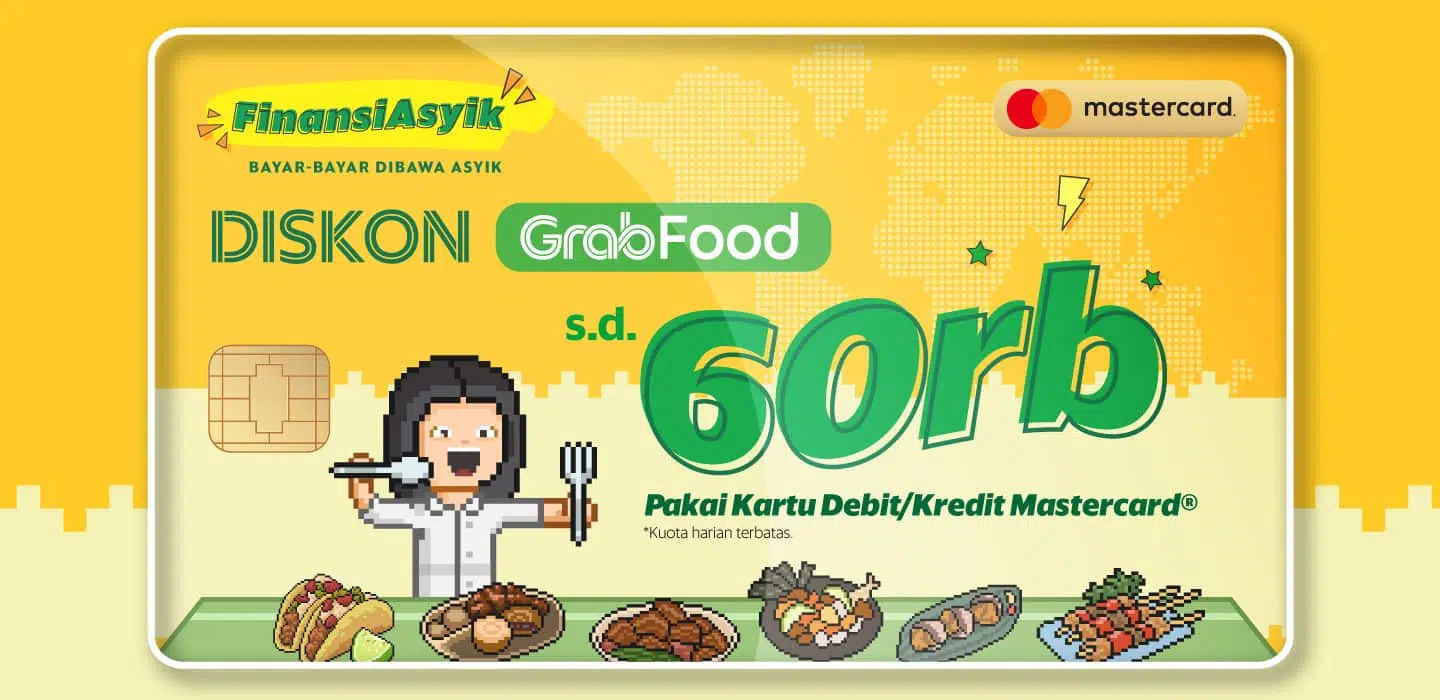 FinansiAsyik
BAYAR-BAYAR DIBAWA ASYIK
mastercard.
DISKON GrabFood
s.d. 60rb
Pakai Kartu Debit/Kredit Mastercard®
*Kuota harian terbatas.